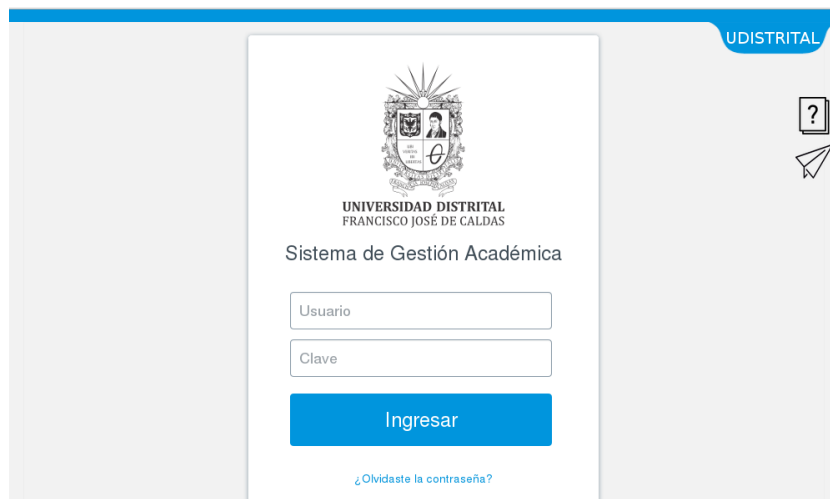 UDISTRITAL
?
UNIVERSIDAD DISTRITAL
FRANCISCO JOSÉ DE CALDAS
Sistema de Gestión Académica
Usuario
Clave
Ingresar
¿Olvidaste la contraseña?